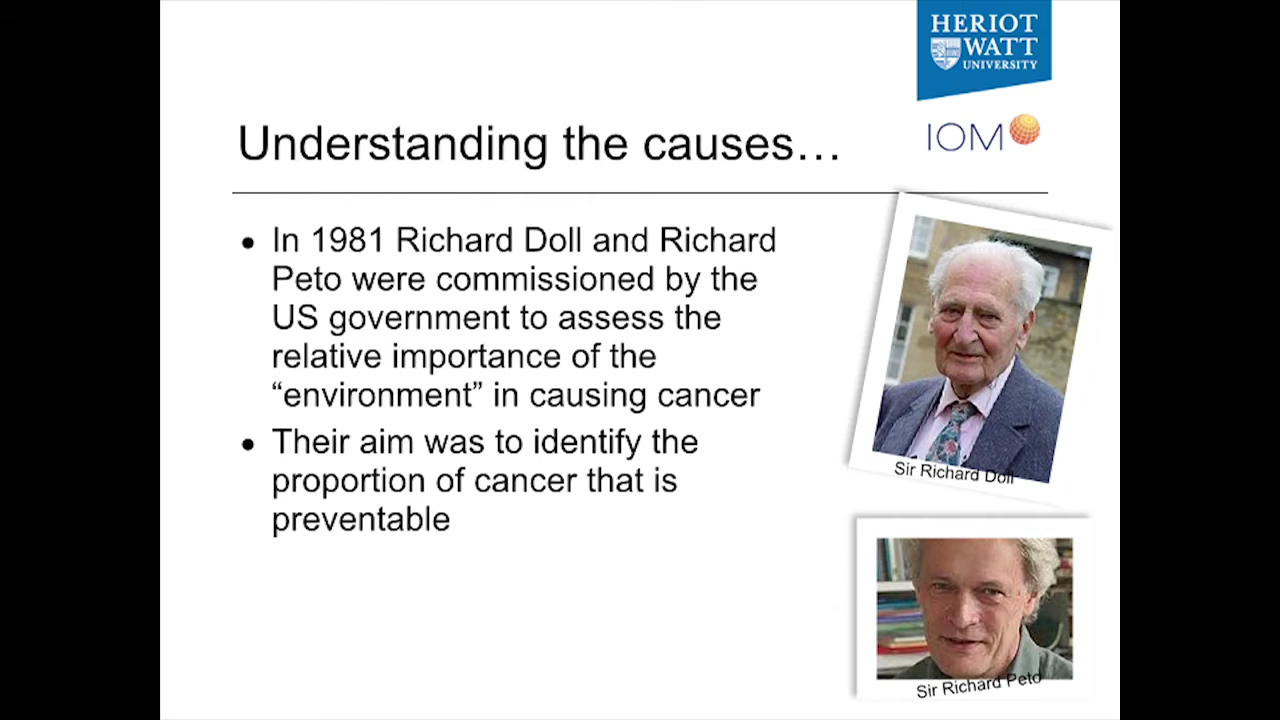 HERIOT
WATT
UNIVERSITY
IOM
Understanding the causes…
• In 1981 Richard Doll and Richard
Peto were commissioned by the
US government to assess the
relative importance of the
“environment” in causing cancer
• Their aim was to identify the
proportion of cancer that is
preventable
Sir Richard Doll
Sir Richard Peto